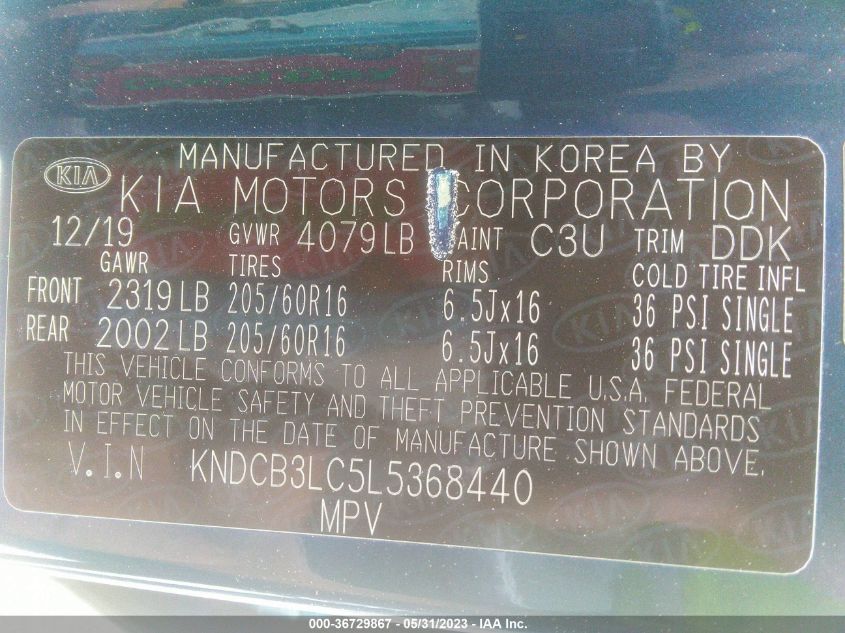 MANUFACTURED IN KOREA BY
KIA KIA MOTORS CORPORATION
12/19 GVWR 4079LB C3U TRIM DDK
GAWR TIRES RIMS COLD TIRE INFL
FRONT 2319LB 205/60R16 6.5Jx16 36 PSI SINGLE
REAR 2002LB 205/60R16 6.5Jx16 36 PSI SINGLE
THIS VEHICLE CONFORMS TO ALL APPLICABLE U.S.A. FEDERAL
MOTOR VEHICLE SAFETY AND THEFT PREVENTION STANDARDS
IN EFFECT ON THE DATE OF MANUFACTURE SHOWN ABOVE.
V.I.N KNDCB3LC5L5368440
MPV
000-36729867 - 05/31/2023 - IAA Inc.